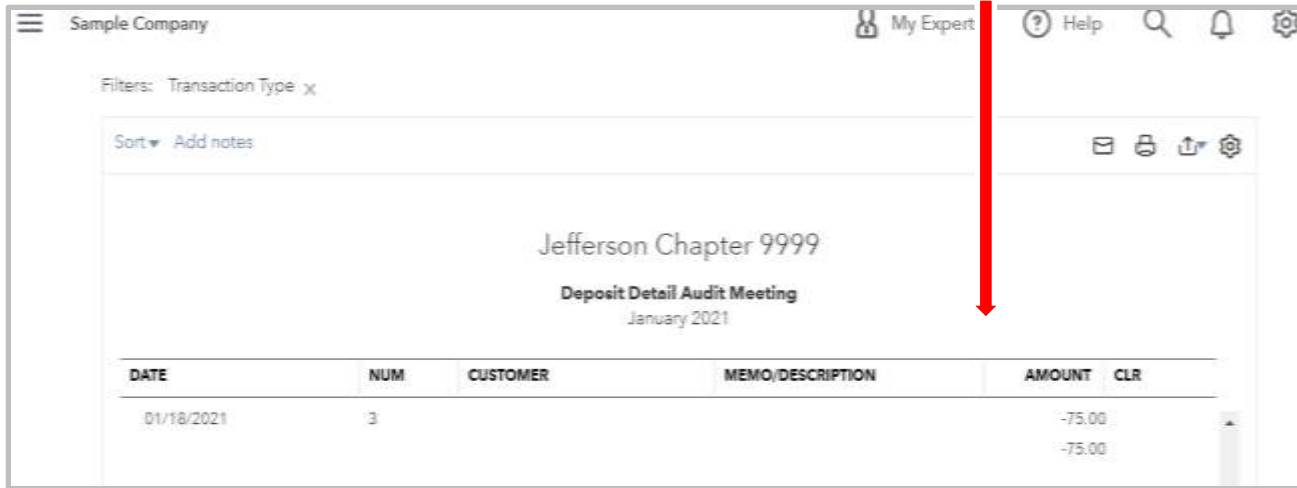 Sample Company My Expert Help
Filters: Transaction Type x
Sort Add notes
Jefferson Chapter 9999
Deposit Detail Audit Meeting
January 2021
DATE NUM CUSTOMER MEMO/DESCRIPTION AMOUNT CLR
01/18/2021 3 -75.00
-75.00